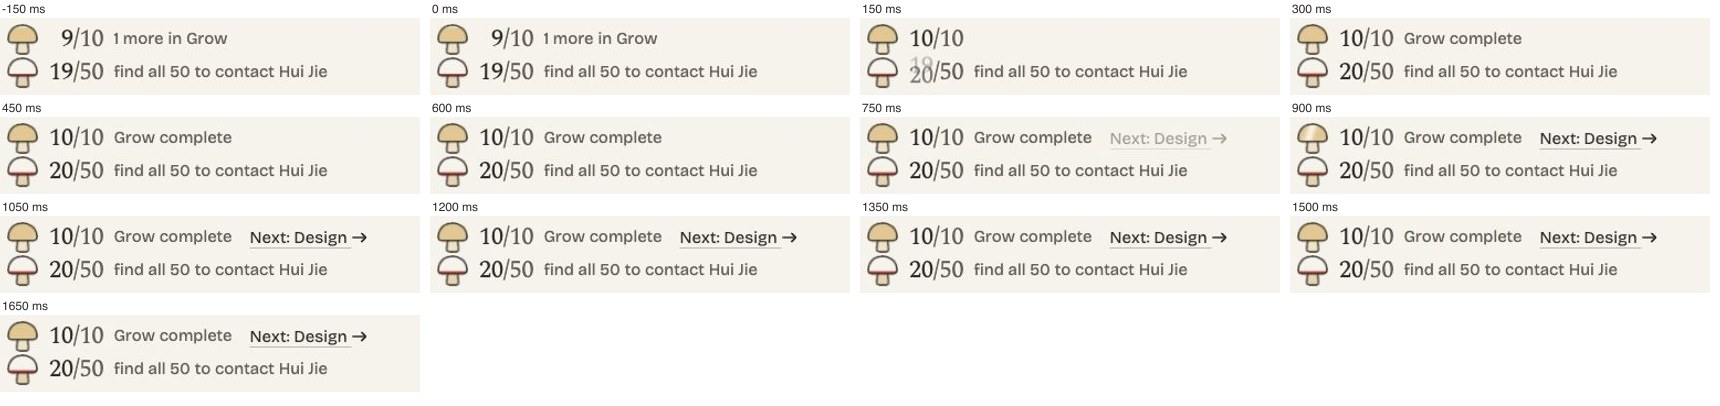 -150 ms
9/10 1 more in Grow
19/50 find all 50 to contact Hui Jie
0 ms
9/10 1 more in Grow
19/50 find all 50 to contact Hui Jie
150 ms
10/10
19
20/50 find all 50 to contact Hui Jie
300 ms
10/10 Grow complete
20/50 find all 50 to contact Hui Jie
450 ms
10/10 Grow complete
20/50 find all 50 to contact Hui Jie
600 ms
10/10 Grow complete
20/50 find all 50 to contact Hui Jie
750 ms
10/10 Grow complete Next: Design →
20/50 find all 50 to contact Hui Jie
900 ms
10/10 Grow complete Next: Design →
20/50 find all 50 to contact Hui Jie
1050 ms
10/10 Grow complete Next: Design →
20/50 find all 50 to contact Hui Jie
1200 ms
10/10 Grow complete Next: Design →
20/50 find all 50 to contact Hui Jie
1350 ms
10/10 Grow complete Next: Design →
20/50 find all 50 to contact Hui Jie
1500 ms
10/10 Grow complete Next: Design →
20/50 find all 50 to contact Hui Jie
1650 ms
10/10 Grow complete Next: Design →
20/50 find all 50 to contact Hui Jie